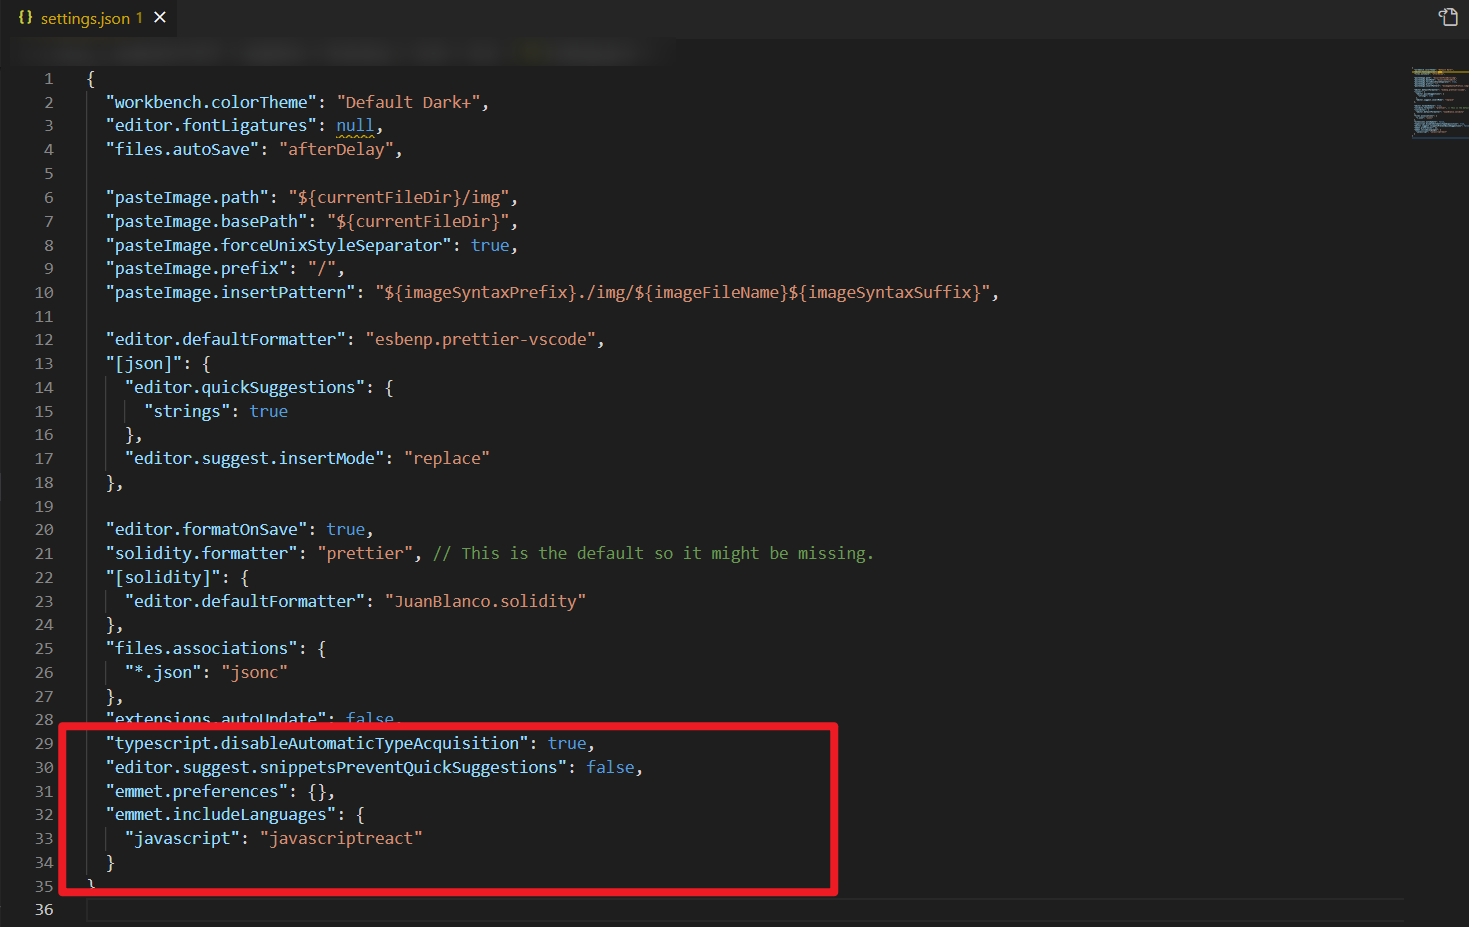 {} settings.json 1 ×
1 {
2 "workbench.colorTheme": "Default Dark+",
3 "editor.fontLigatures": null,
4 "files.autoSave": "afterDelay",
5
6 "pasteImage.path": "${currentFileDir}/img",
7 "pasteImage.basePath": "${currentFileDir}",
8 "pasteImage.forceUnixStyleSeparator": true,
9 "pasteImage.prefix": "/",
10 "pasteImage.insertPattern": "${imageSyntaxPrefix}./img/${imageFileName}${imageSyntaxSuffix}",
11
12 "editor.defaultFormatter": "esbenp.prettier-vscode",
13 "[json]": {
14 "editor.quickSuggestions": {
15 "strings": true
16 },
17 "editor.suggest.insertMode": "replace"
18 },
19
20 "editor.formatOnSave": true,
21 "solidity.formatter": "prettier", // This is the default so it might be missing.
22 "[solidity]": {
23 "editor.defaultFormatter": "JuanBlanco.solidity"
24 },
25 "files.associations": {
26 "*.json": "jsonc"
27 },
28 "extensions.autoUpdate": false,
29 "typescript.disableAutomaticTypeAcquisition": true,
30 "editor.suggest.snippetsPreventQuickSuggestions": false,
31 "emmet.preferences": {},
32 "emmet.includeLanguages": {
33 "javascript": "javascriptreact"
34 }
35 }
36